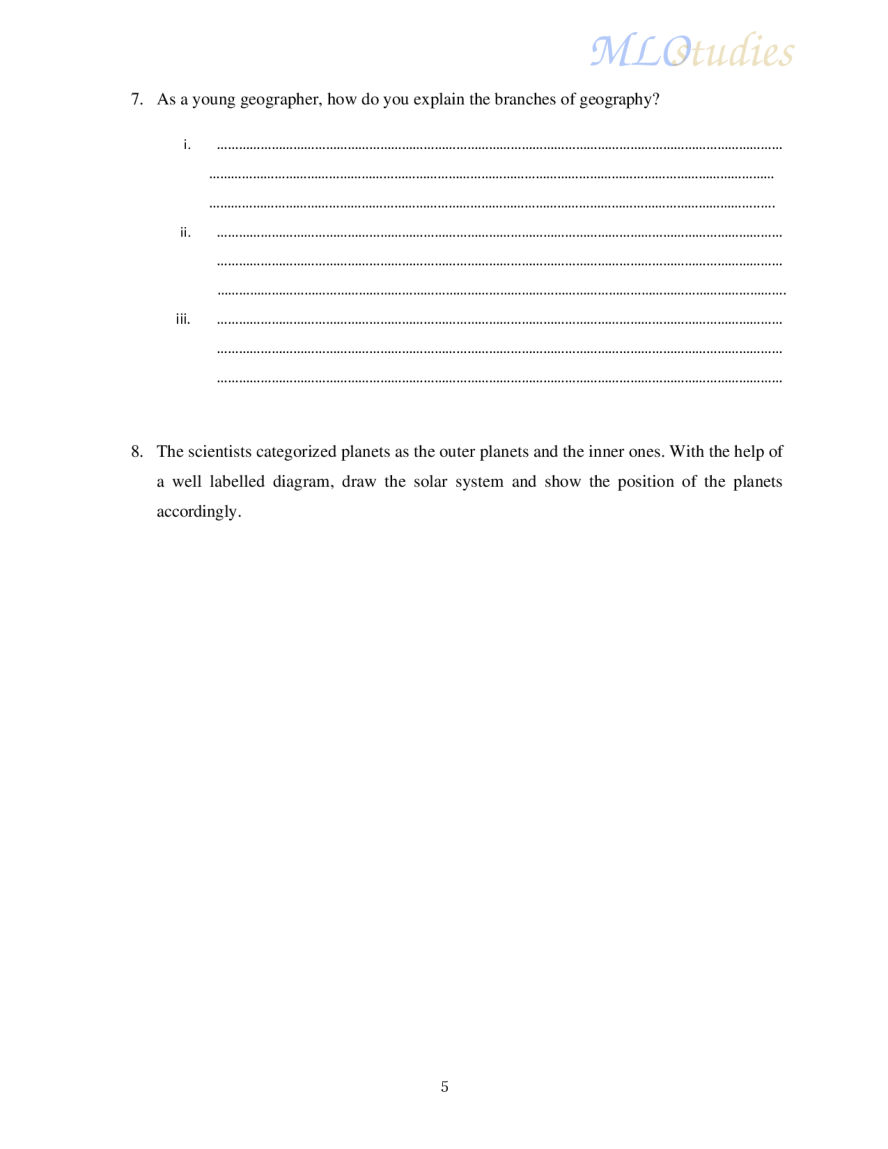 MLOstudies
7. As a young geographer, how do you explain the branches of geography?
i. ………………………………………………………………………………………………………………………………………
………………………………………………………………………………………………………………………………………
……………………………………………………………………………………………………………………………………….
ii. ………………………………………………………………………………………………………………………………………
………………………………………………………………………………………………………………………………………
……………………………………………………………………………………………………………………………………….
iii. ………………………………………………………………………………………………………………………………………
………………………………………………………………………………………………………………………………………
………………………………………………………………………………………………………………………………………
8. The scientists categorized planets as the outer planets and the inner ones. With the help of
a well labelled diagram, draw the solar system and show the position of the planets
accordingly.
5